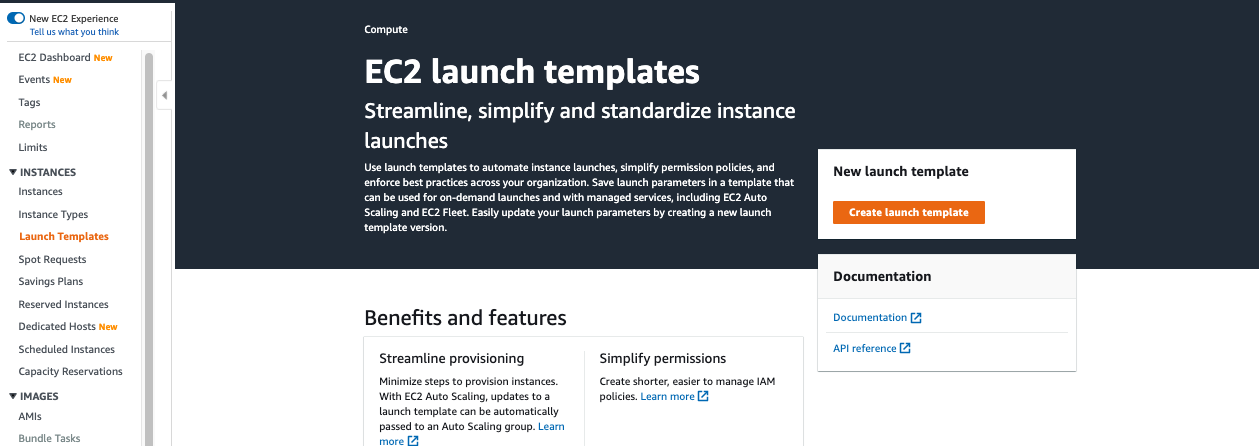 New EC2 Experience
Tell us what you think
EC2 Dashboard New
Events New
Tags
Reports
Limits
INSTANCES
Instances
Instance Types
Launch Templates
Spot Requests
Savings Plans
Reserved Instances
Dedicated Hosts New
Scheduled Instances
Capacity Reservations
IMAGES
AMIs
Bundle Tasks
Compute
EC2 launch templates
Streamline, simplify and standardize instance
launches
Use launch templates to automate instance launches, simplify permission policies, and
enforce best practices across your organization. Save launch parameters in a template that
can be used for on-demand launches and with managed services, including EC2 Auto
Scaling and EC2 Fleet. Easily update your launch parameters by creating a new launch
template version.
New launch template
Create launch template
Documentation
Documentation
API reference
Benefits and features
Streamline provisioning
Minimize steps to provision instances.
With EC2 Auto Scaling, updates to a
launch template can be automatically
passed to an Auto Scaling group. Learn
more
Simplify permissions
Create shorter, easier to manage IAM
policies. Learn more